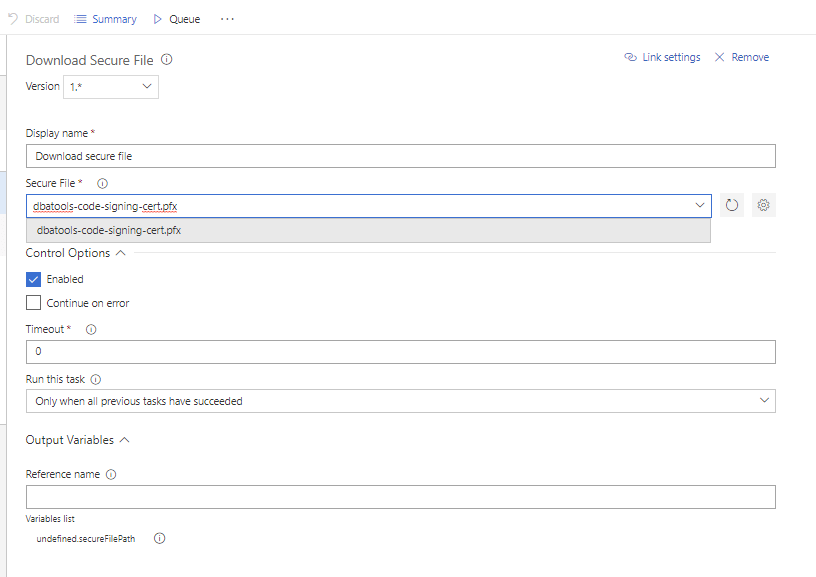 Discard Summary Queue ...
Download Secure File Link settings Remove
Version 1.*
Display name *
Download secure file
Secure File *
dbatools-code-signing-cert.pfx
dbatools-code-signing-cert.pfx
Control Options
Enabled
Continue on error
Timeout *
0
Run this task
Only when all previous tasks have succeeded
Output Variables
Reference name
Variables list
undefined.secureFilePath